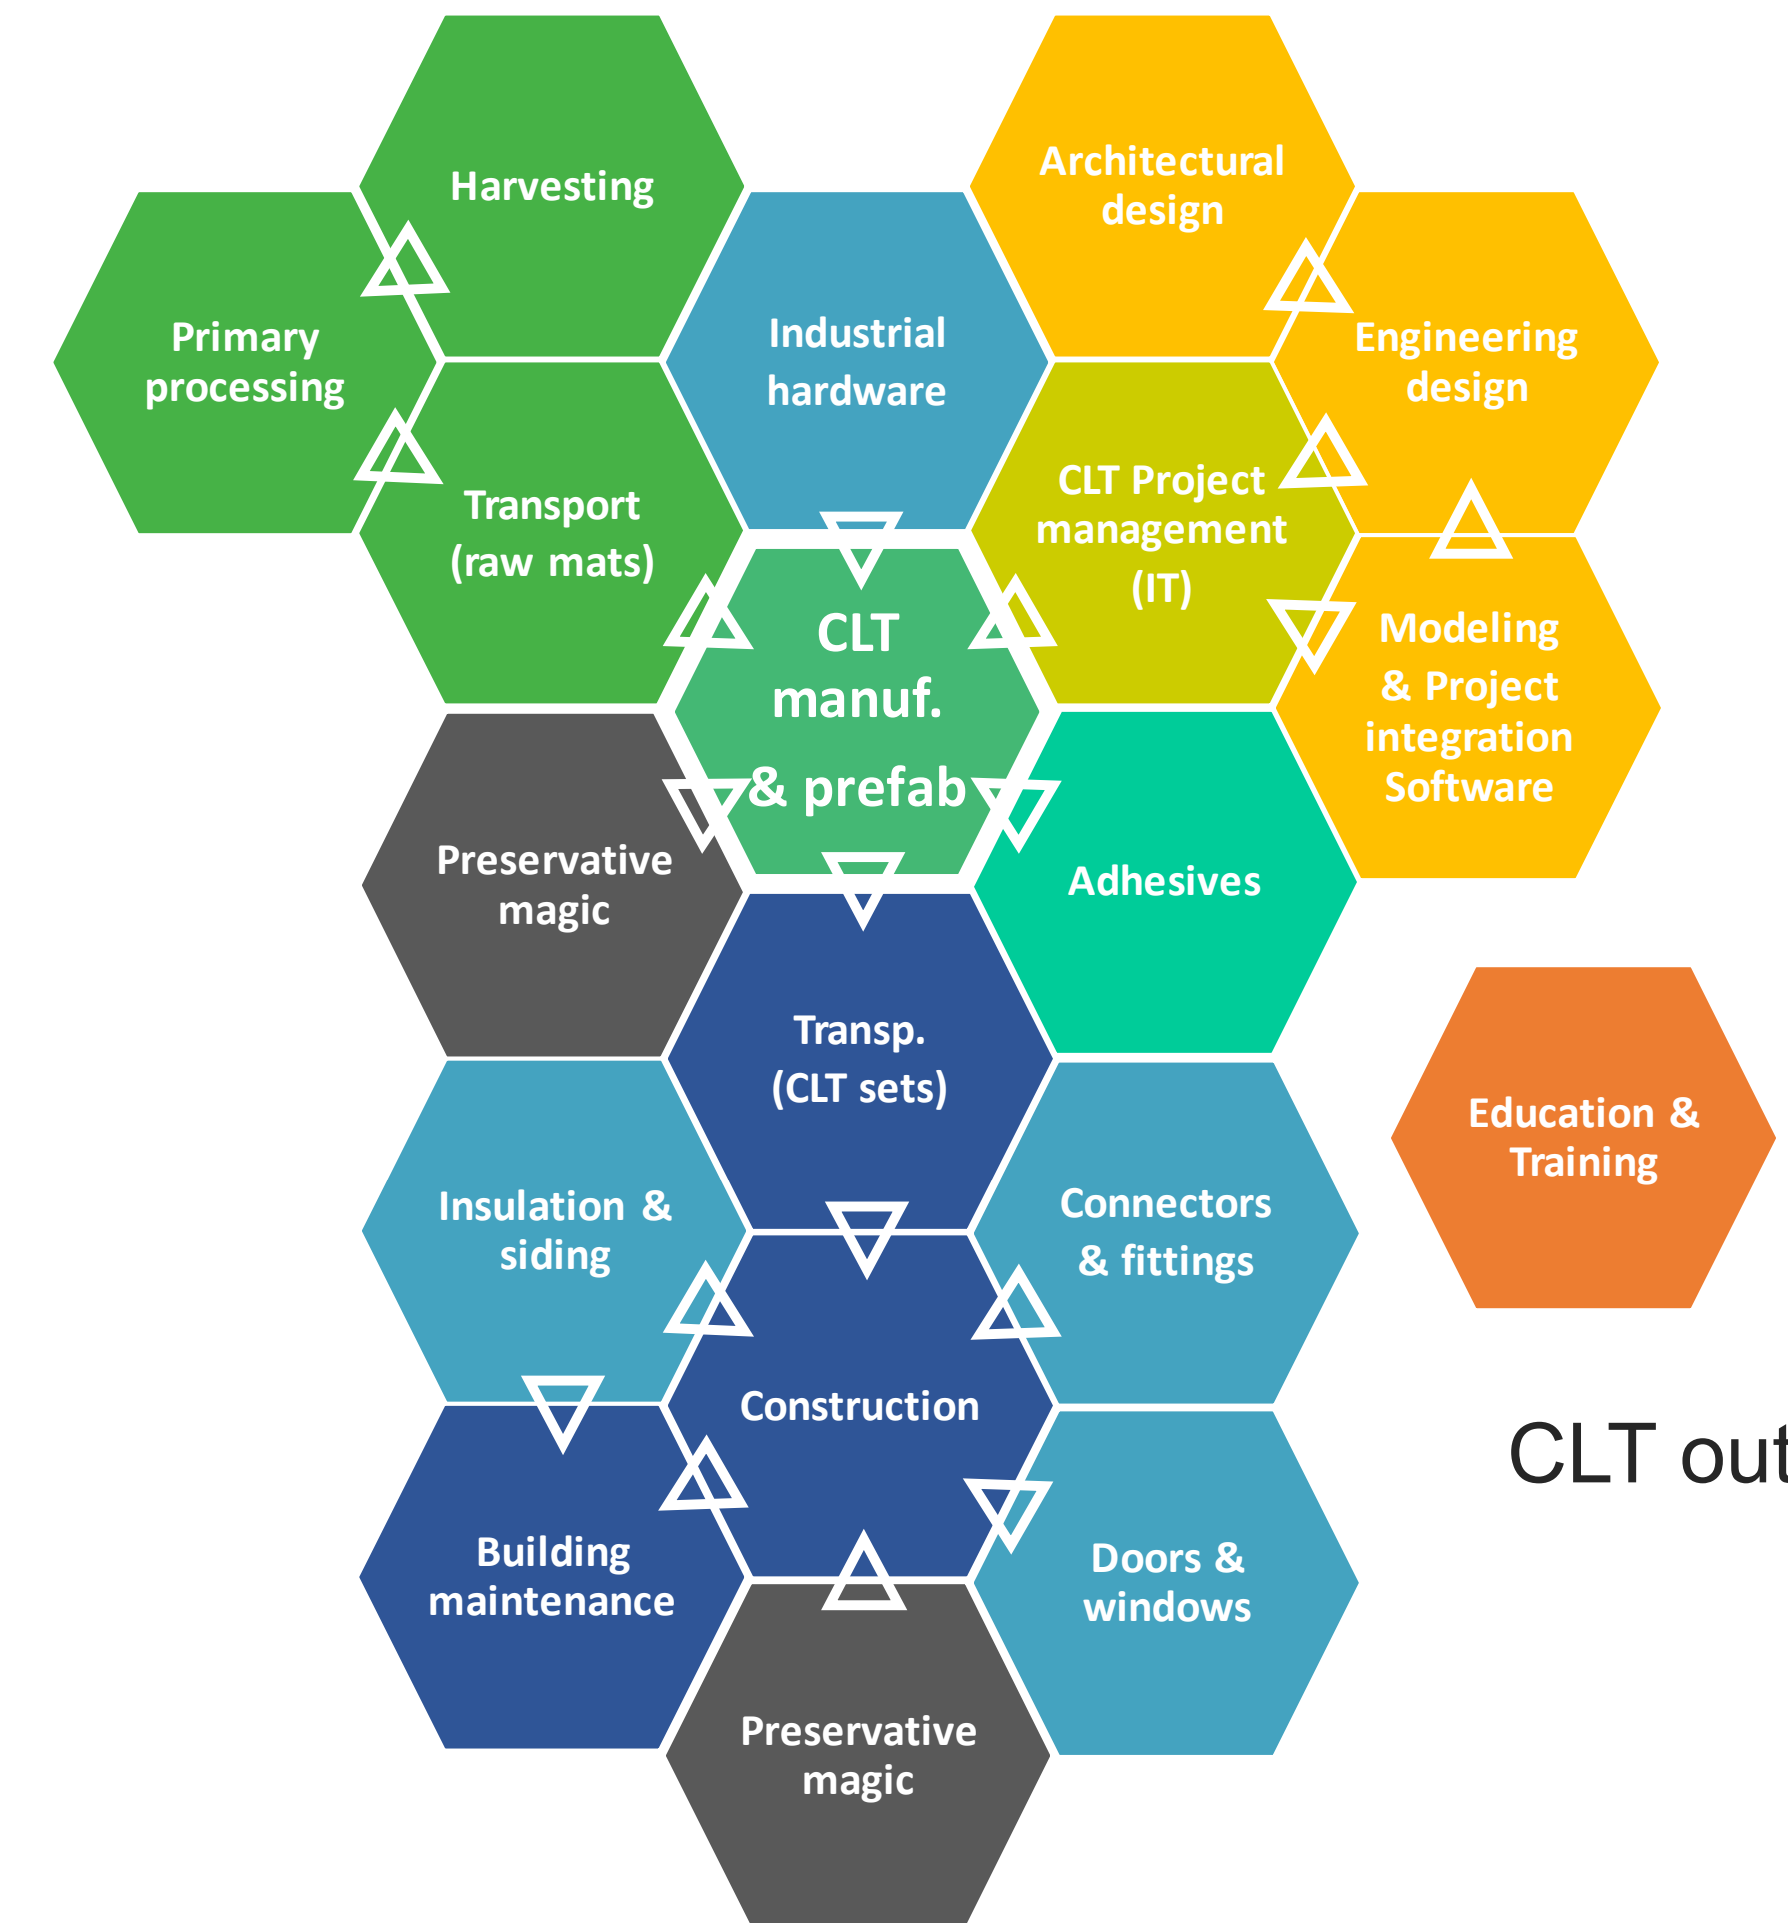 Harvesting
Architectural
design
Primary
processing
Industrial
hardware
Engineering
design
Transport
(raw mats)
CLT Project
management
(IT)
CLT
manuf.
& prefab
Modeling
& Project
integration
Software
Preservative
magic
Adhesives
Transp.
(CLT sets)
Education &
Training
Insulation &
siding
Connectors
& fittings
Construction
CLT out
Building
maintenance
Doors &
windows
Preservative
magic